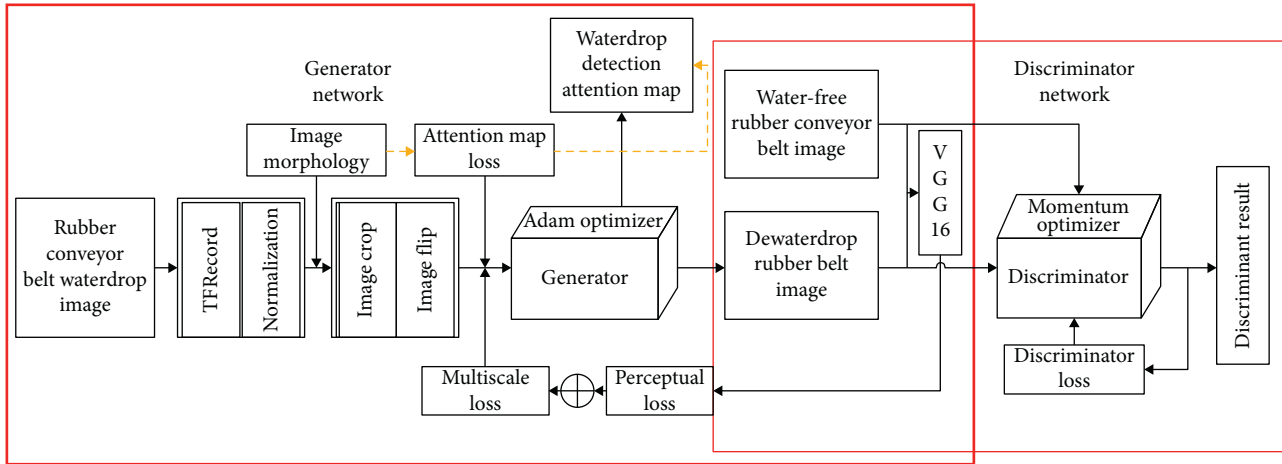 Generator
network
Waterdrop
detection
attention map
Discriminator
network
Image
morphology
Attention map
loss
Water-free
rubber conveyor
belt image
V
G
G
16
Rubber
conveyor
belt waterdrop
image
TFRecord
Normalization
Image crop
Image flip
Adam optimizer
Generator
Dewaterdrop
rubber belt
image
Momentum
optimizer
Discriminator
Discriminant result
Multiscale
loss
Perceptual
loss
Discriminator
loss